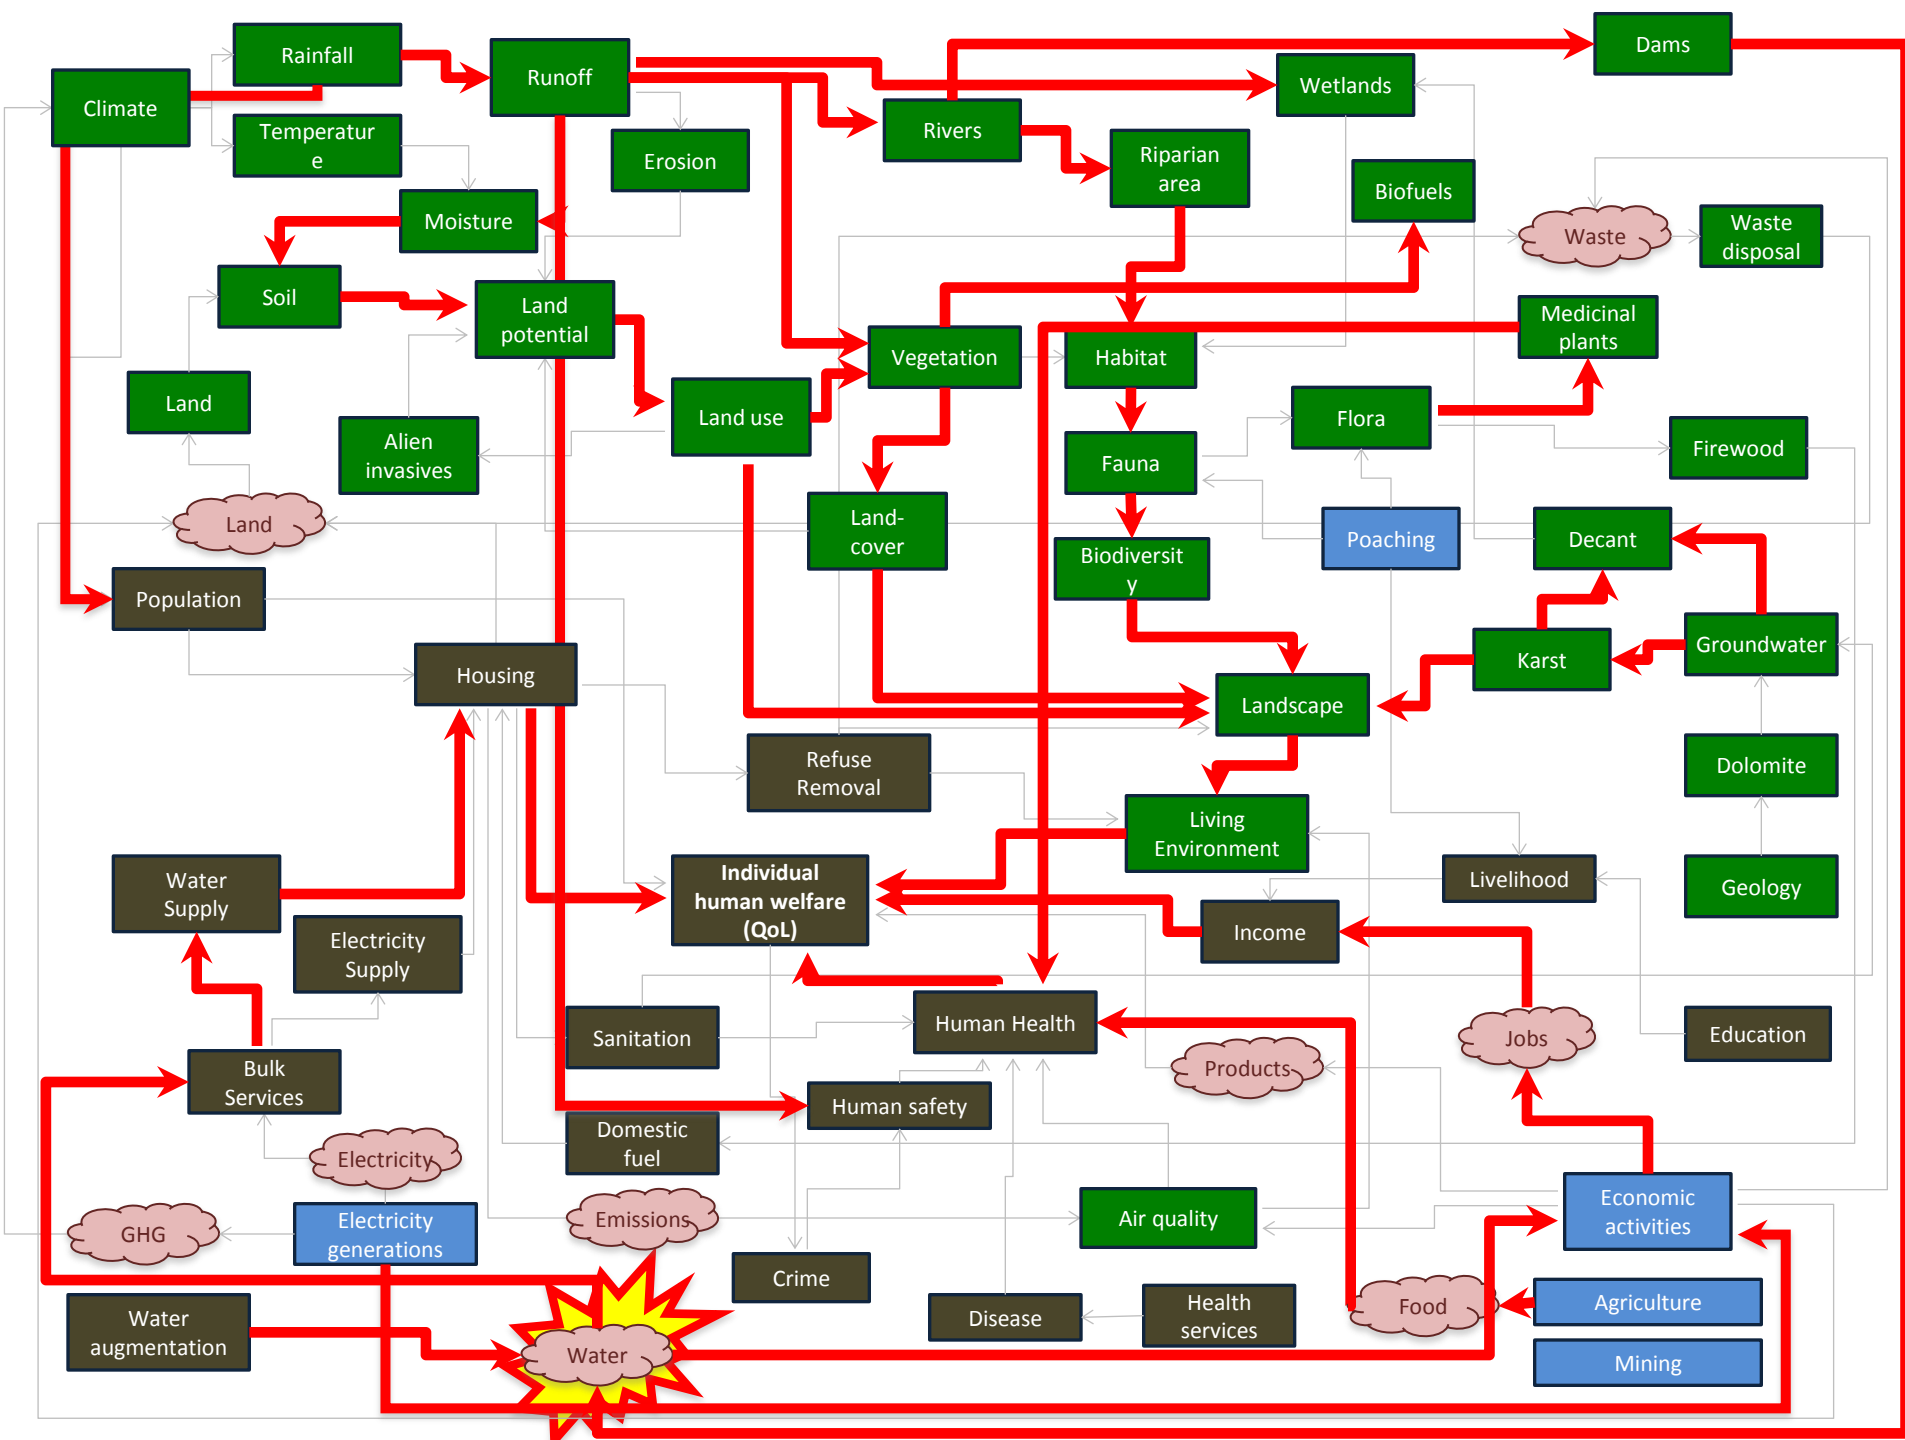 Dams
Rainfall
Runoff
Wetlands
Climate
Rivers
Temperatur
e
Erosion
Riparian
area
Biofuels
Moisture
Waste
Waste
disposal
Soil
Land
potential
Medicinal
plants
Vegetation
Habitat
Land
Land use
Flora
Alien
invasives
Fauna
Firewood
Land
Land-
cover
Poaching
Decant
Biodiversit
y
Population
Housing
Karst
Groundwater
Landscape
Refuse
Removal
Dolomite
Living
Environment
Water
Supply
Individual
human welfare
(QoL)
Livelihood
Geology
Electricity
Supply
Income
Sanitation
Human Health
Jobs
Education
Bulk
Services
Products
Human safety
Domestic
fuel
Electricity
Emissions
Air quality
Economic
activities
GHG
Electricity
generations
Crime
Water
augmentation
Disease
Health
services
Food
Agriculture
Water
Mining